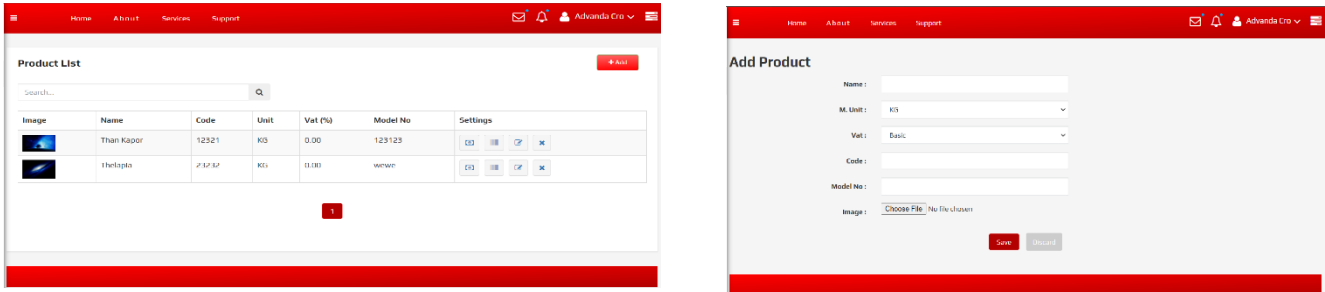 Home About Services Support Advanda Cro
Product List
+ Add
Search...
Image Name Code Unit Vat (%) Model No Settings
Than Kapor 12321 KG 0.00 123123
Thelapia 23232 KG 0.00 wewe
1
Home About Services Support Advanda Cro
Add Product
Name :
M. Unit : KG
Vat : Basic
Code :
Model No :
Image : Choose File No file chosen
Save Discard